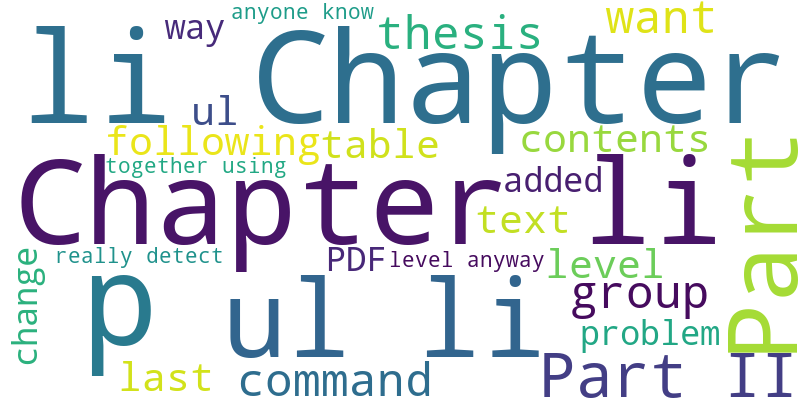 anyone know
way
want
thesis
li Chapter
ul
following
table
contents
together using
Chapter li
added
Part
text
really detect
PDF
level anyway
level
change
p
ul li
group
problem
last
command
Part II